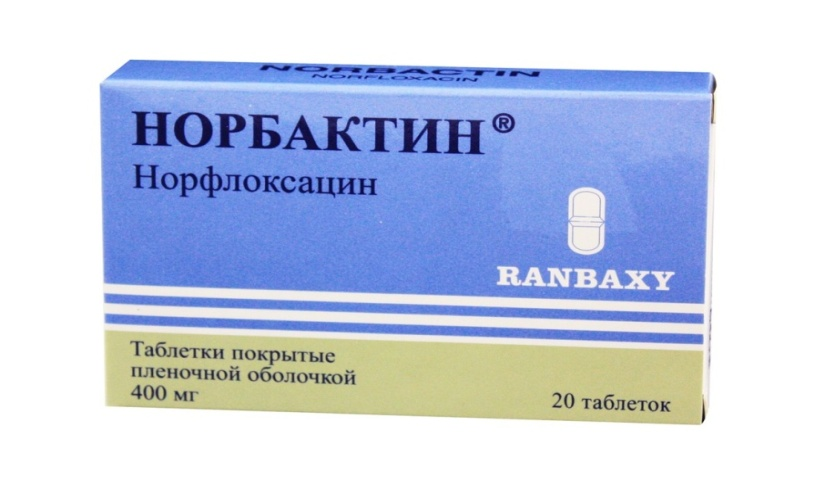 NORBACTIN
NORFLOXACIN
НОРБАКТИН®
Норфлоксацин
RANBAXY
Таблетки покрытые
пленочной оболочкой
400 мг
20 таблеток